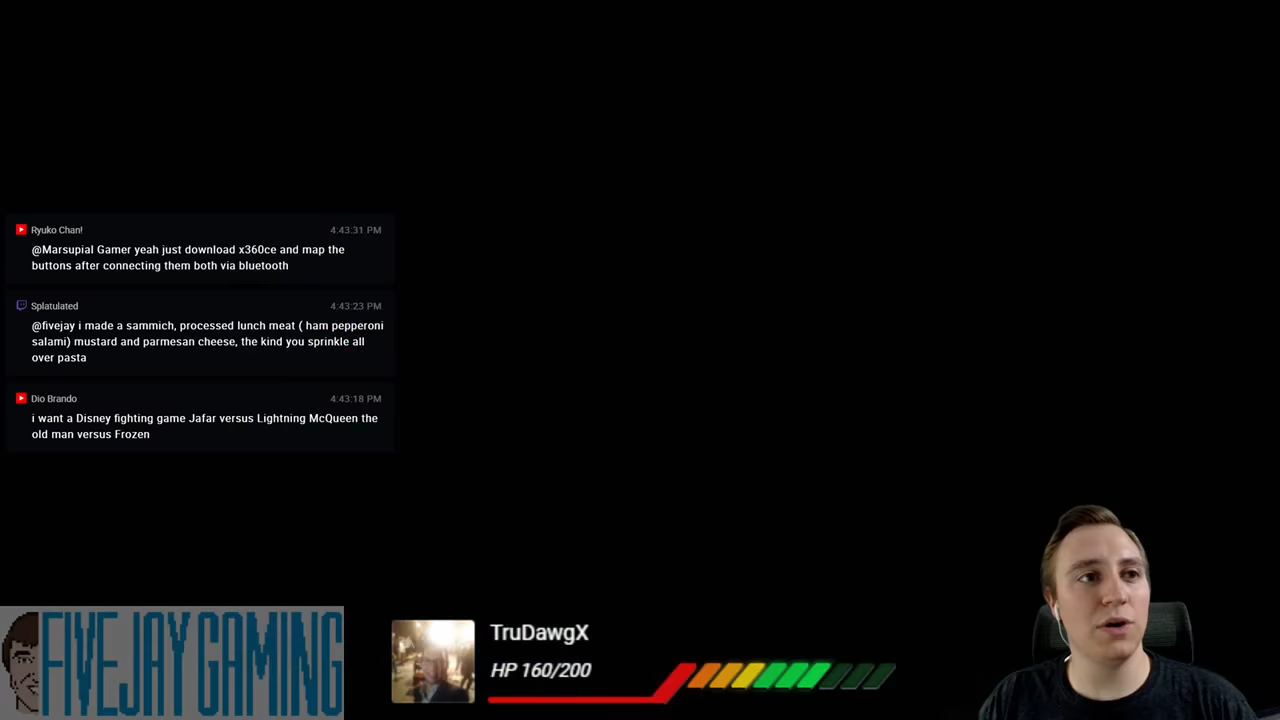 Ryuko Chan! 4:43:31 PM
@Marsupial Gamer yeah just download x360ce and map the
buttons after connecting them both via bluetooth
Splatulated 4:43:23 PM
@fivejay i made a sammich, processed lunch meat ( ham pepperoni
salami) mustard and parmesan cheese, the kind you sprinkle all
over pasta
Dio Brando 4:43:18 PM
i want a Disney fighting game Jafar versus Lightning McQueen the
old man versus Frozen
FIVEJAY GAMING
TruDawgX
HP 160/200